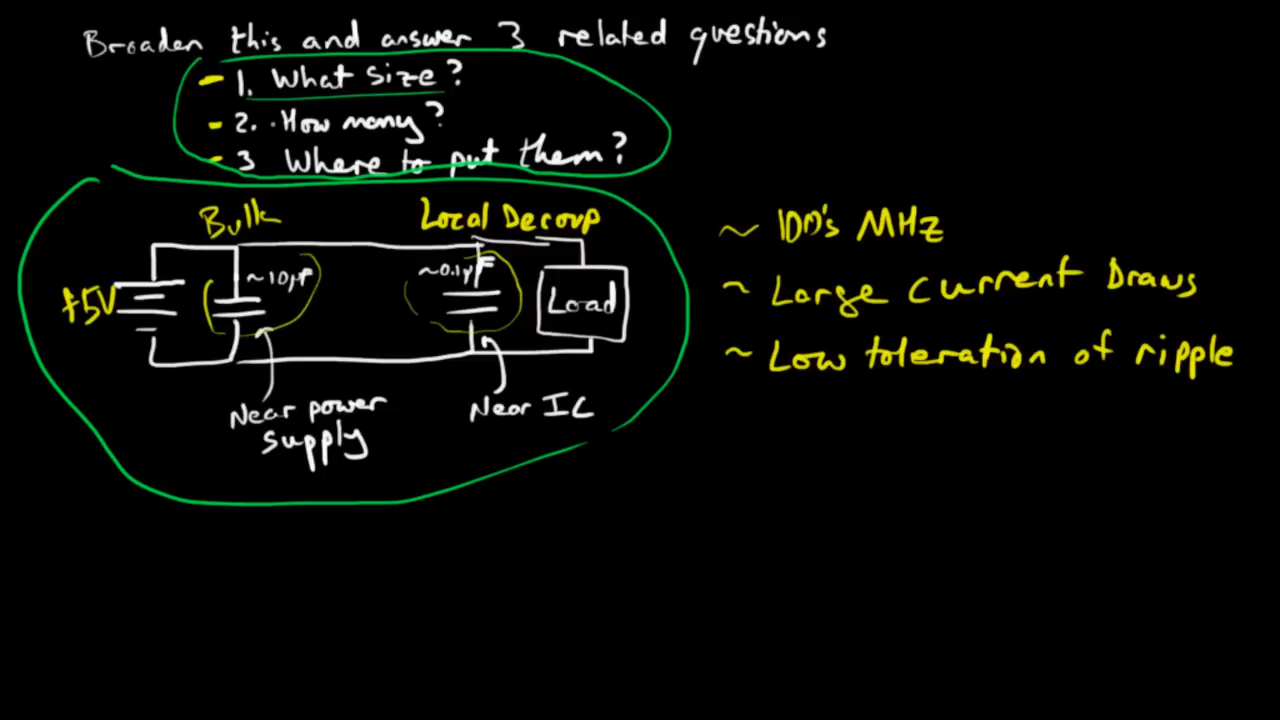 Broaden this and answer 3 related questions
- 1. What size?
- 2. How many?
- 3 Where to put them?
Bulk
Local Decoup
+5V
~10µF
~0.1µF
Load
Near power
supply
Near IC
~ 100's MHz
~ Large Current Draws
~ Low toleration of ripple